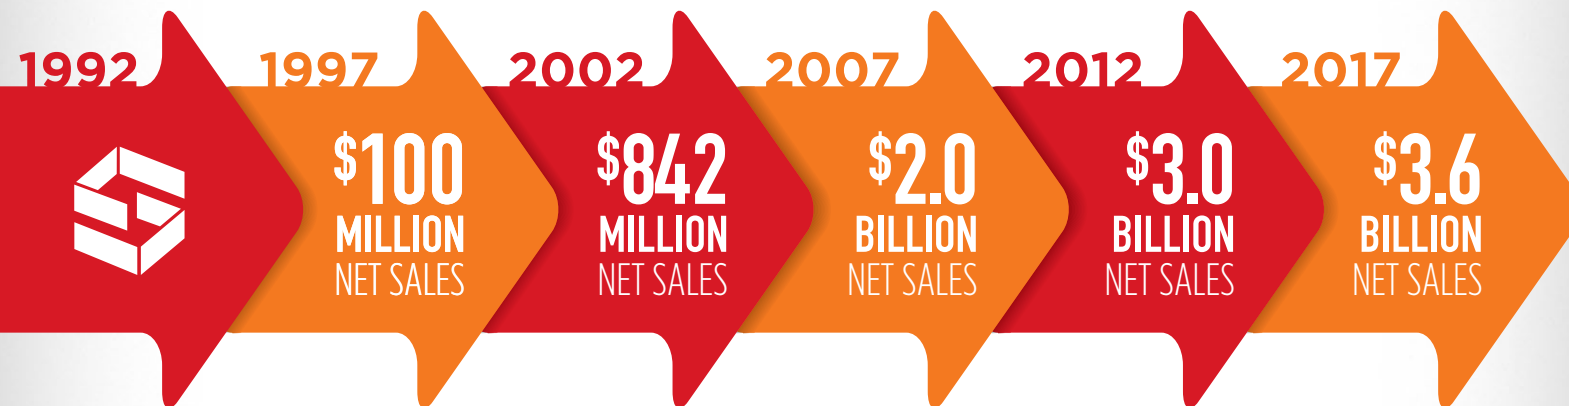 1992
1997
$100
MILLION
NET SALES
2002
$842
MILLION
NET SALES
2007
$2.0
BILLION
NET SALES
2012
$3.0
BILLION
NET SALES
2017
$3.6
BILLION
NET SALES